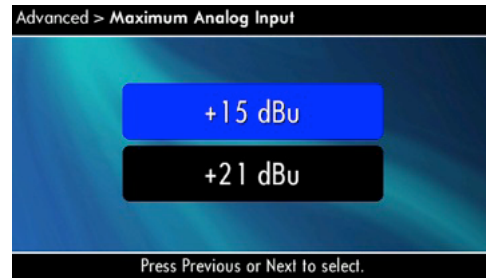 Advanced > Maximum Analog Input
+15 dBu
+21 dBu
Press Previous or Next to select.